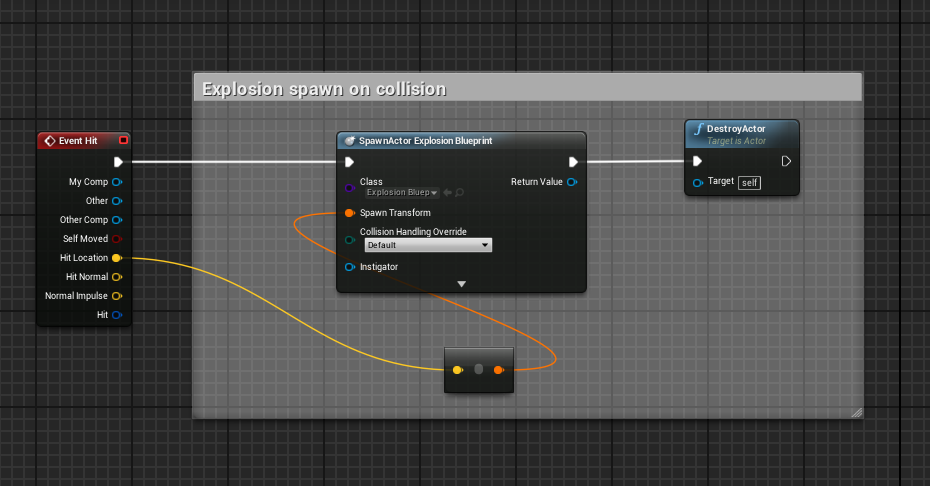 Explosion spawn on collision
Event Hit
My Comp
Other
Other Comp
Self Moved
Hit Location
Hit Normal
Normal Impulse
Hit
SpawnActor Explosion Blueprint
Class
Explosion Bluep
Return Value
Spawn Transform
Collision Handling Override
Default
Instigator
DestroyActor
Target is Actor
Target self